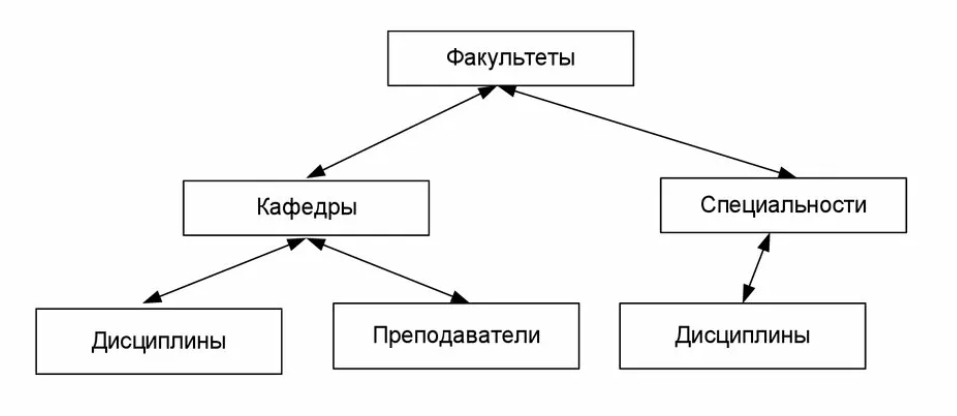 Факультеты
Кафедры
Специальности
Дисциплины
Преподаватели
Дисциплины